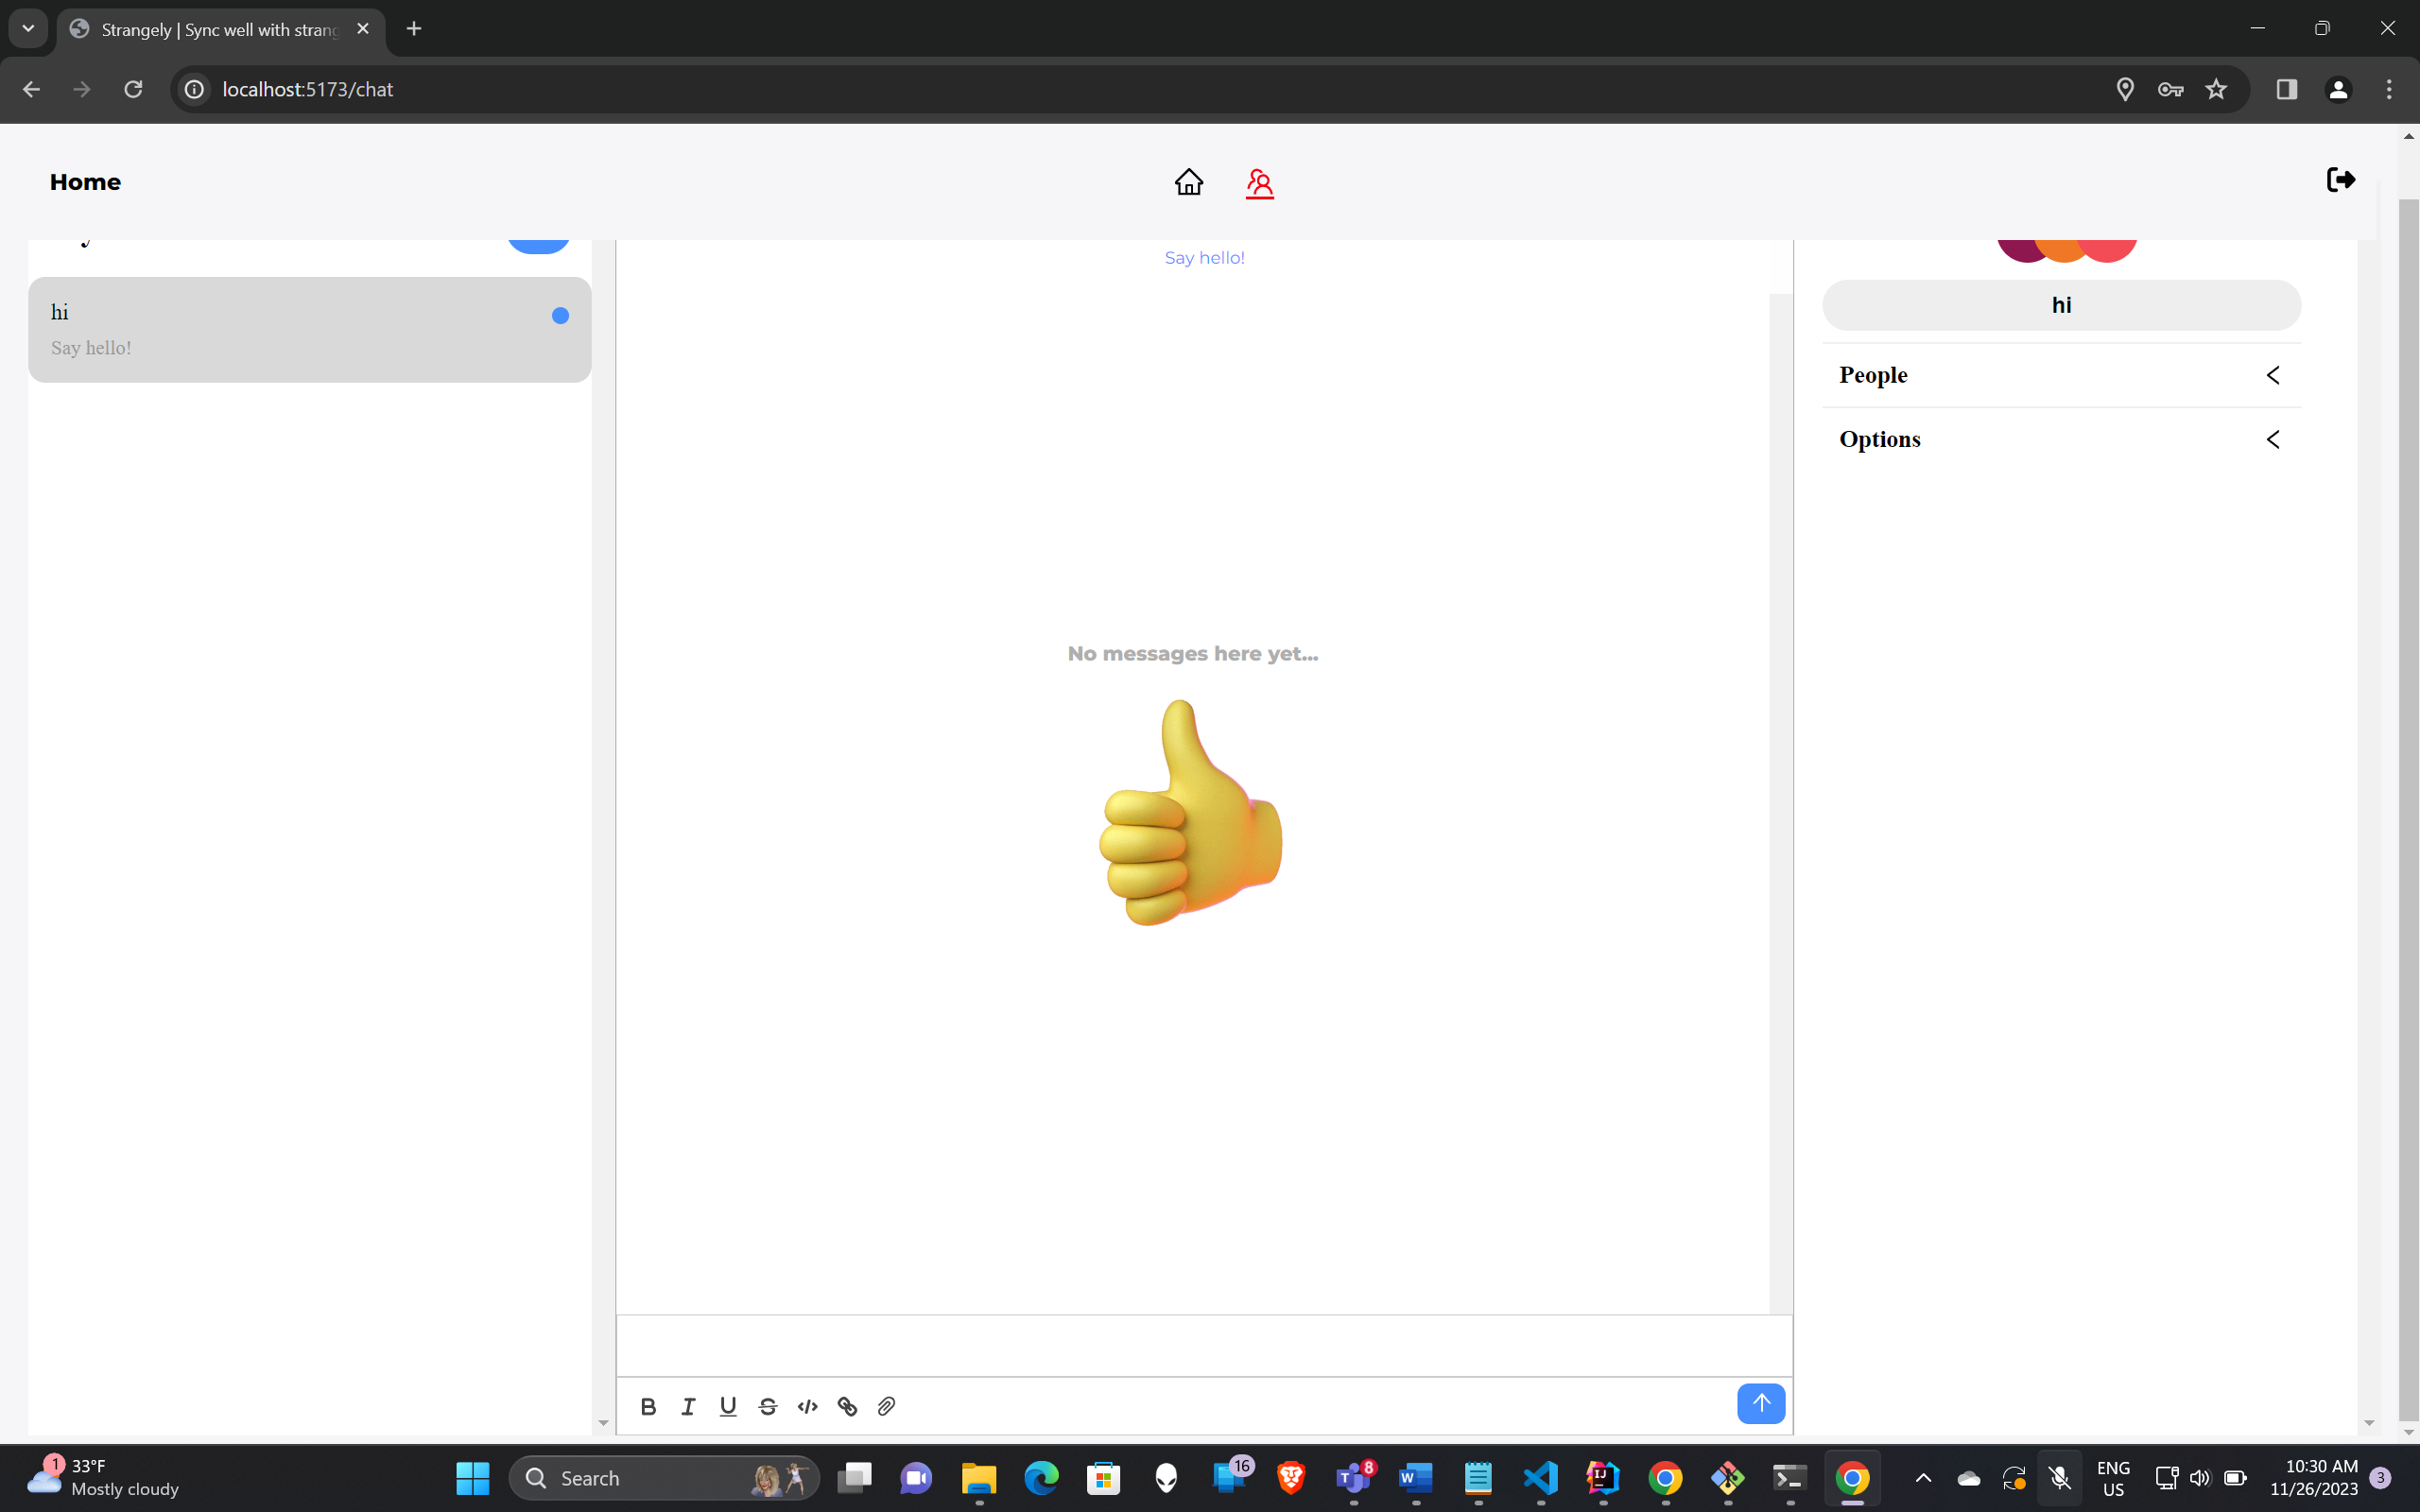 Strangely | Sync well with strang
localhost:5173/chat
Home
Say hello!
hi
Say hello!
hi
People
Options
No messages here yet...
B I U S </>
1 33°F
Mostly cloudy
Search
16
8
ENG
US
10:30 AM
11/26/2023
3